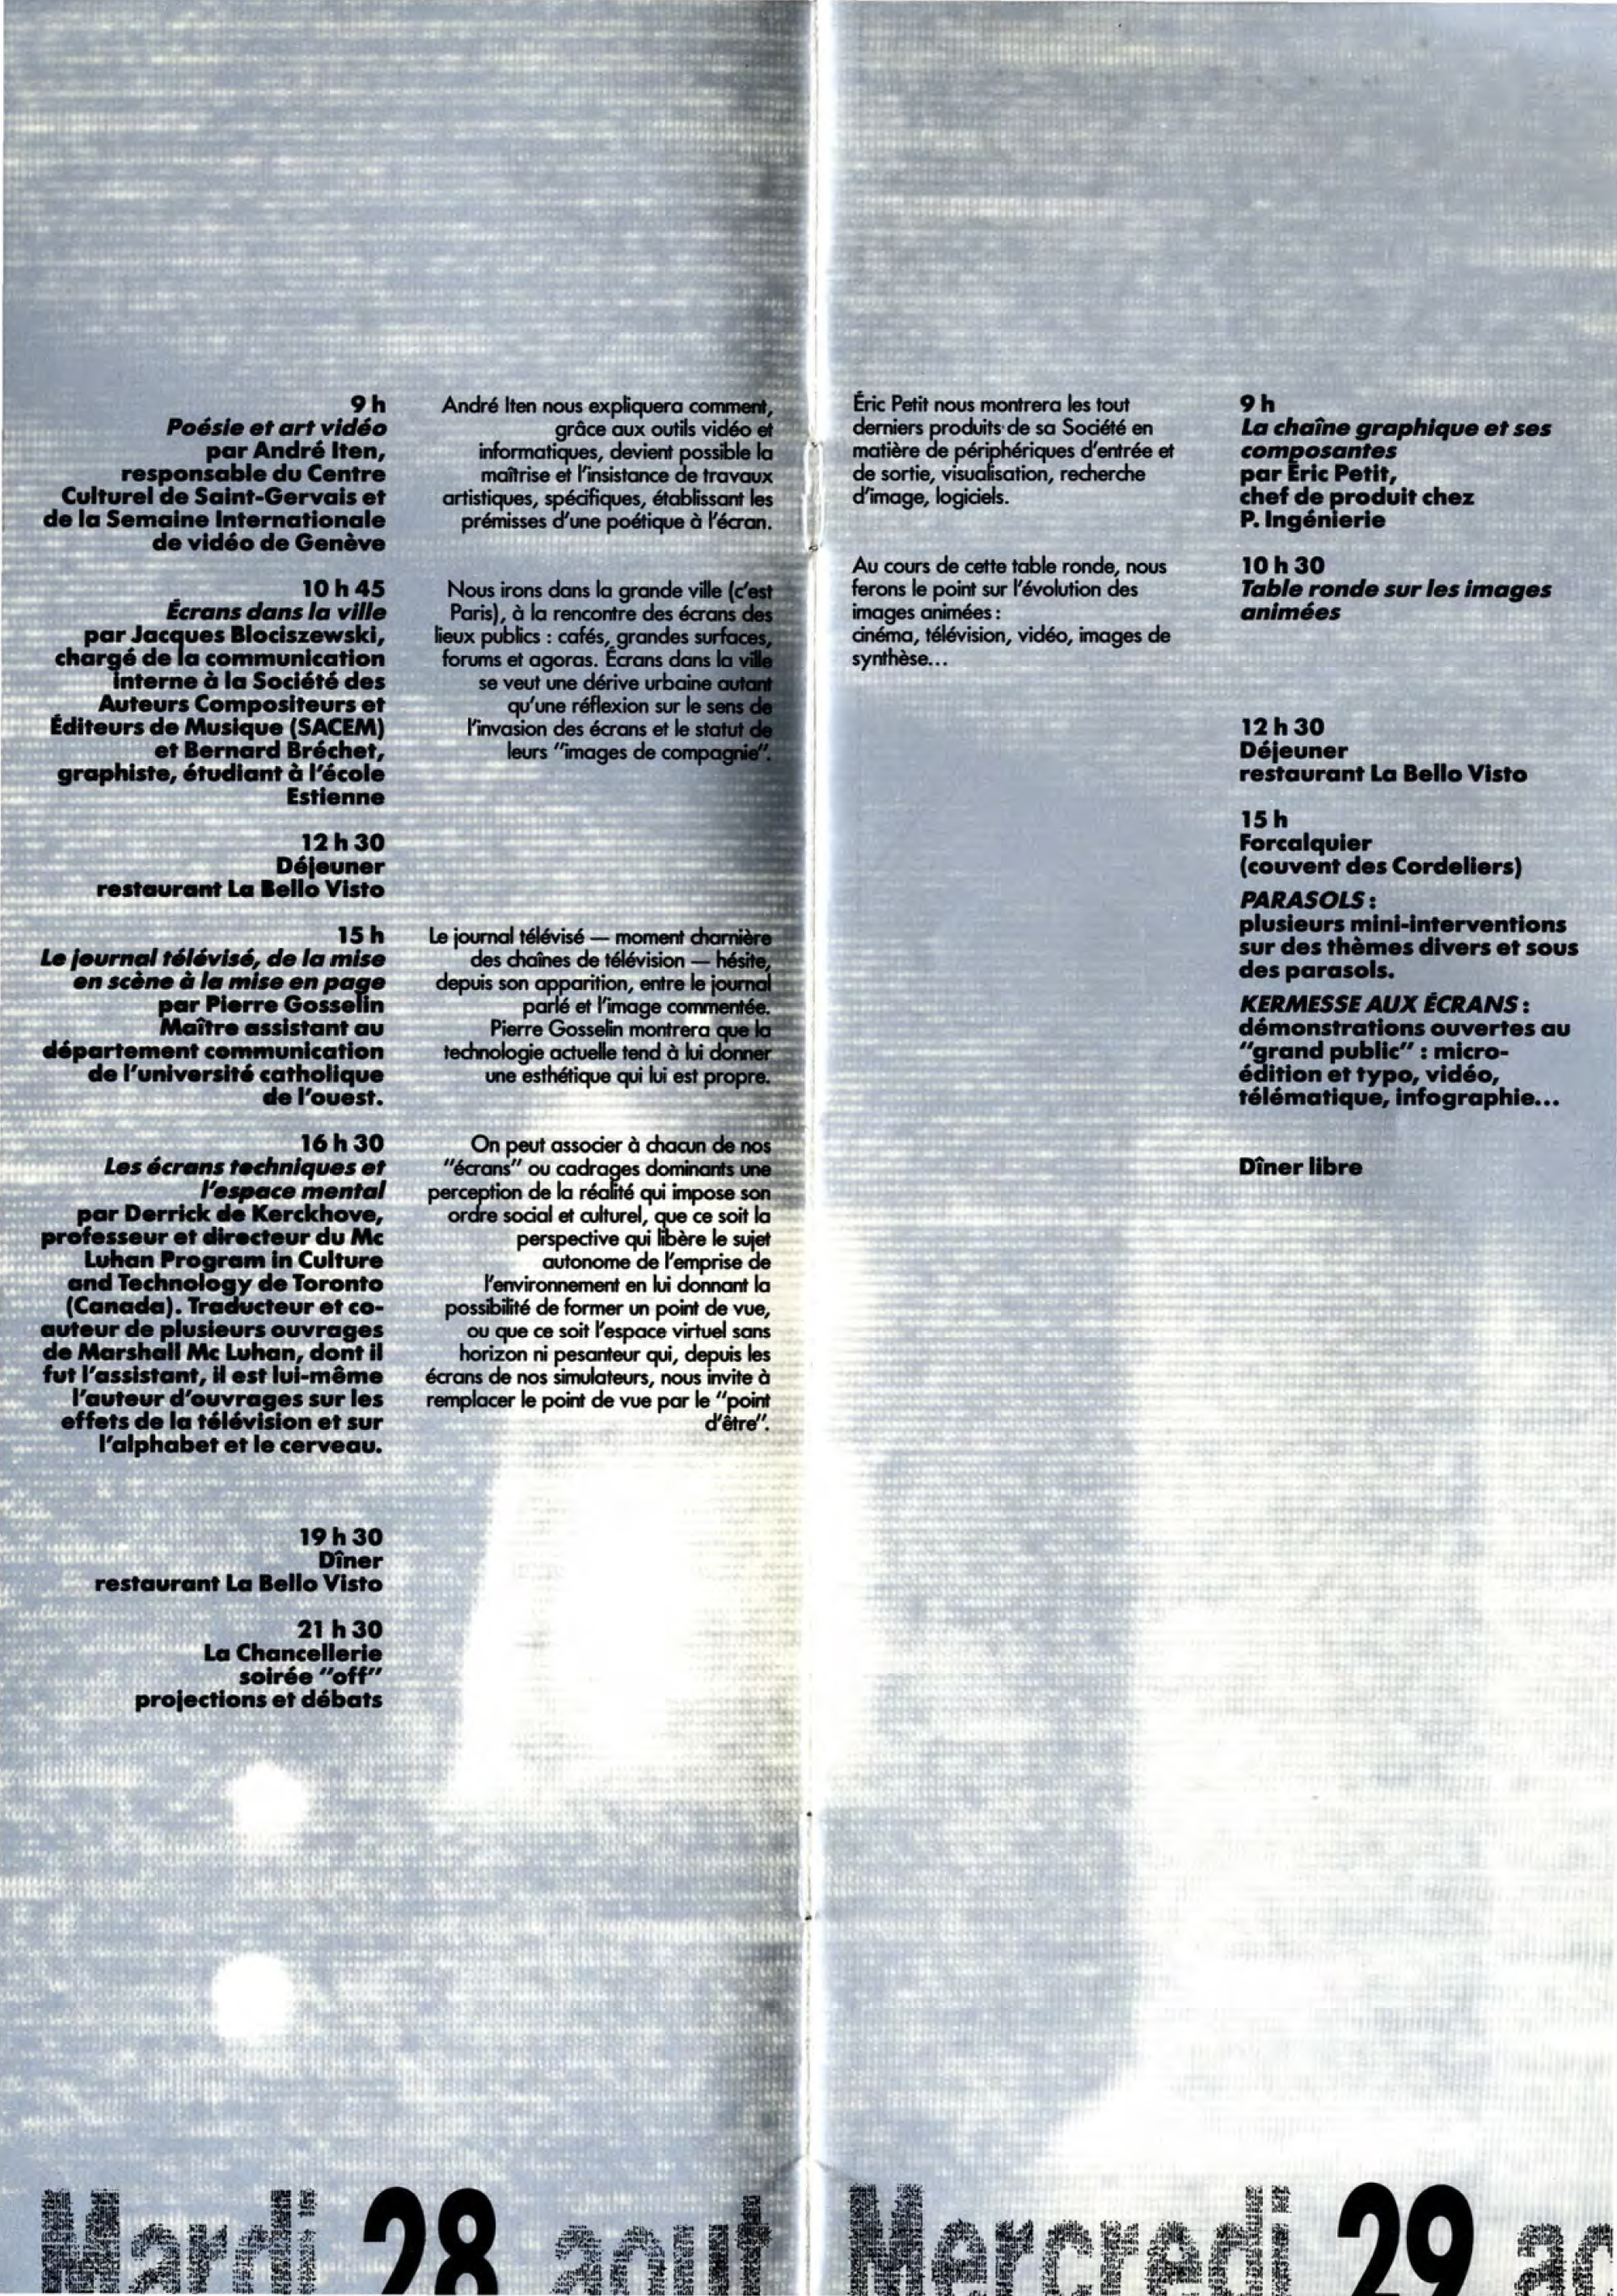 9 h
Poésie et art vidéo
par André Iten,
responsable du Centre
Culturel de Saint-Gervais et
de la Semaine Internationale
de vidéo de Genève
André Iten nous expliquera comment,
grâce aux outils vidéo et
informatiques, devient possible la
maîtrise et l'insistance de travaux
artistiques, spécifiques, établissant les
prémisses d'une poétique à l'écran.
10 h 45
Écrans dans la ville
par Jacques Blociszewski,
chargé de la communication
interne à la Société des
Auteurs Compositeurs et
Éditeurs de Musique (SACEM)
et Bernard Bréchet,
graphiste, étudiant à l'école
Estienne
Nous irons dans la grande ville (c'est
Paris), à la rencontre des écrans des
lieux publics : cafés, grandes surfaces,
forums et agoras. Écrans dans la ville
se veut une dérive urbaine autant
qu'une réflexion sur le sens de
l'invasion des écrans et le statut de
leurs "images de compagnie".
12 h 30
Déjeuner
restaurant La Bello Visto
15 h
Le journal télévisé, de la mise
en scène à la mise en page
par Pierre Gosselin
Maître assistant au
département communication
de l'université catholique
de l'ouest.
Le journal télévisé — moment charnière
des chaînes de télévision — hésite,
depuis son apparition, entre le journal
parlé et l'image commentée.
Pierre Gosselin montrera que la
technologie actuelle tend à lui donner
une esthétique qui lui est propre.
16 h 30
Les écrans techniques et
l'espace mental
par Derrick de Kerckhove,
professeur et directeur du Mc
Luhan Program in Culture
and Technology de Toronto
(Canada). Traducteur et co-
auteur de plusieurs ouvrages
de Marshall Mc Luhan, dont il
fut l'assistant, il est lui-même
l'auteur d'ouvrages sur les
effets de la télévision et sur
l'alphabet et le cerveau.
On peut associer à chacun de nos
"écrans" ou cadrages dominants une
perception de la réalité qui impose son
ordre social et culturel, que ce soit la
perspective qui libère le sujet
autonome de l'emprise de
l'environnement en lui donnant la
possibilité de former un point de vue,
ou que ce soit l'espace virtuel sans
horizon ni pesanteur qui, depuis les
écrans de nos simulateurs, nous invite à
remplacer le point de vue par le "point
d'être".
19 h 30
Dîner
restaurant La Bello Visto
21 h 30
La Chancellerie
soirée "off"
projections et débats
Mardi 28 août
Éric Petit nous montrera les tout
derniers produits de sa Société en
matière de périphériques d'entrée et
de sortie, visualisation, recherche
d'image, logiciels.
9 h
La chaîne graphique et ses
composantes
par Éric Petit,
chef de produit chez
P. Ingénierie
Au cours de cette table ronde, nous
ferons le point sur l'évolution des
images animées :
cinéma, télévision, vidéo, images de
synthèse...
10 h 30
Table ronde sur les images
animées
12 h 30
Déjeuner
restaurant La Bello Visto
15 h
Forcalquier
(couvent des Cordeliers)
PARASOLS :
plusieurs mini-interventions
sur des thèmes divers et sous
des parasols.
KERMESSE AUX ÉCRANS :
démonstrations ouvertes au
"grand public" : micro-
édition et typo, vidéo,
télématique, infographie...
Dîner libre
Mercredi 29